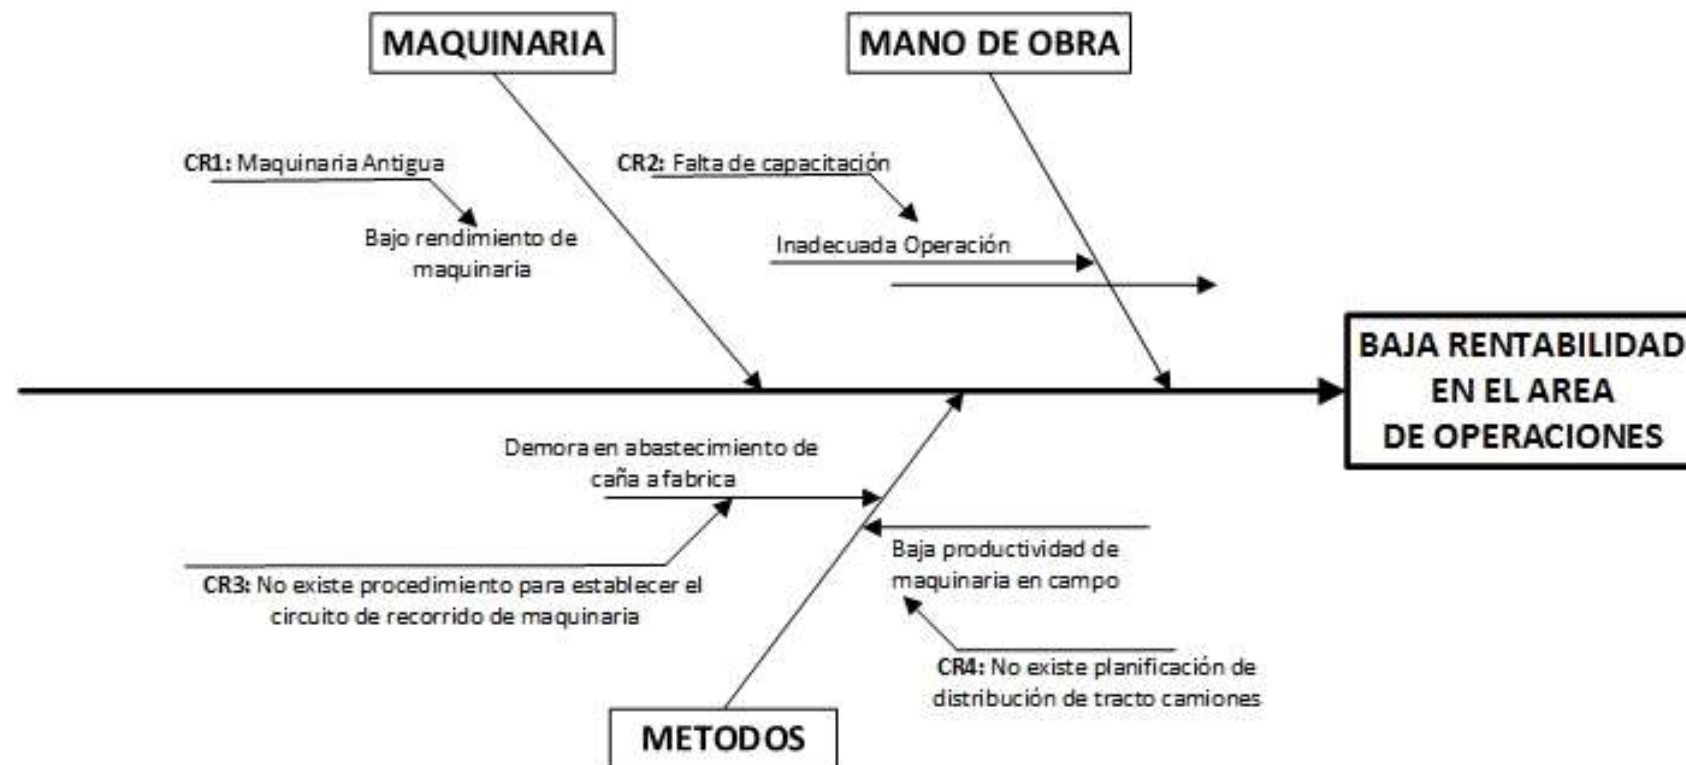 MAQUINARIA
MANO DE OBRA
CR1: Maquinaria Antigua
CR2: Falta de capacitación
Bajo rendimiento de
maquinaria
Inadecuada Operación
BAJA RENTABILIDAD
EN EL AREA
DE OPERACIONES
Demora en abastecimiento de
caña a fabrica
Baja productividad de
maquinaria en campo
CR3: No existe procedimiento para establecer el
circuito de recorrido de maquinaria
CR4: No existe planificación de
distribución de tracto camiones
METODOS